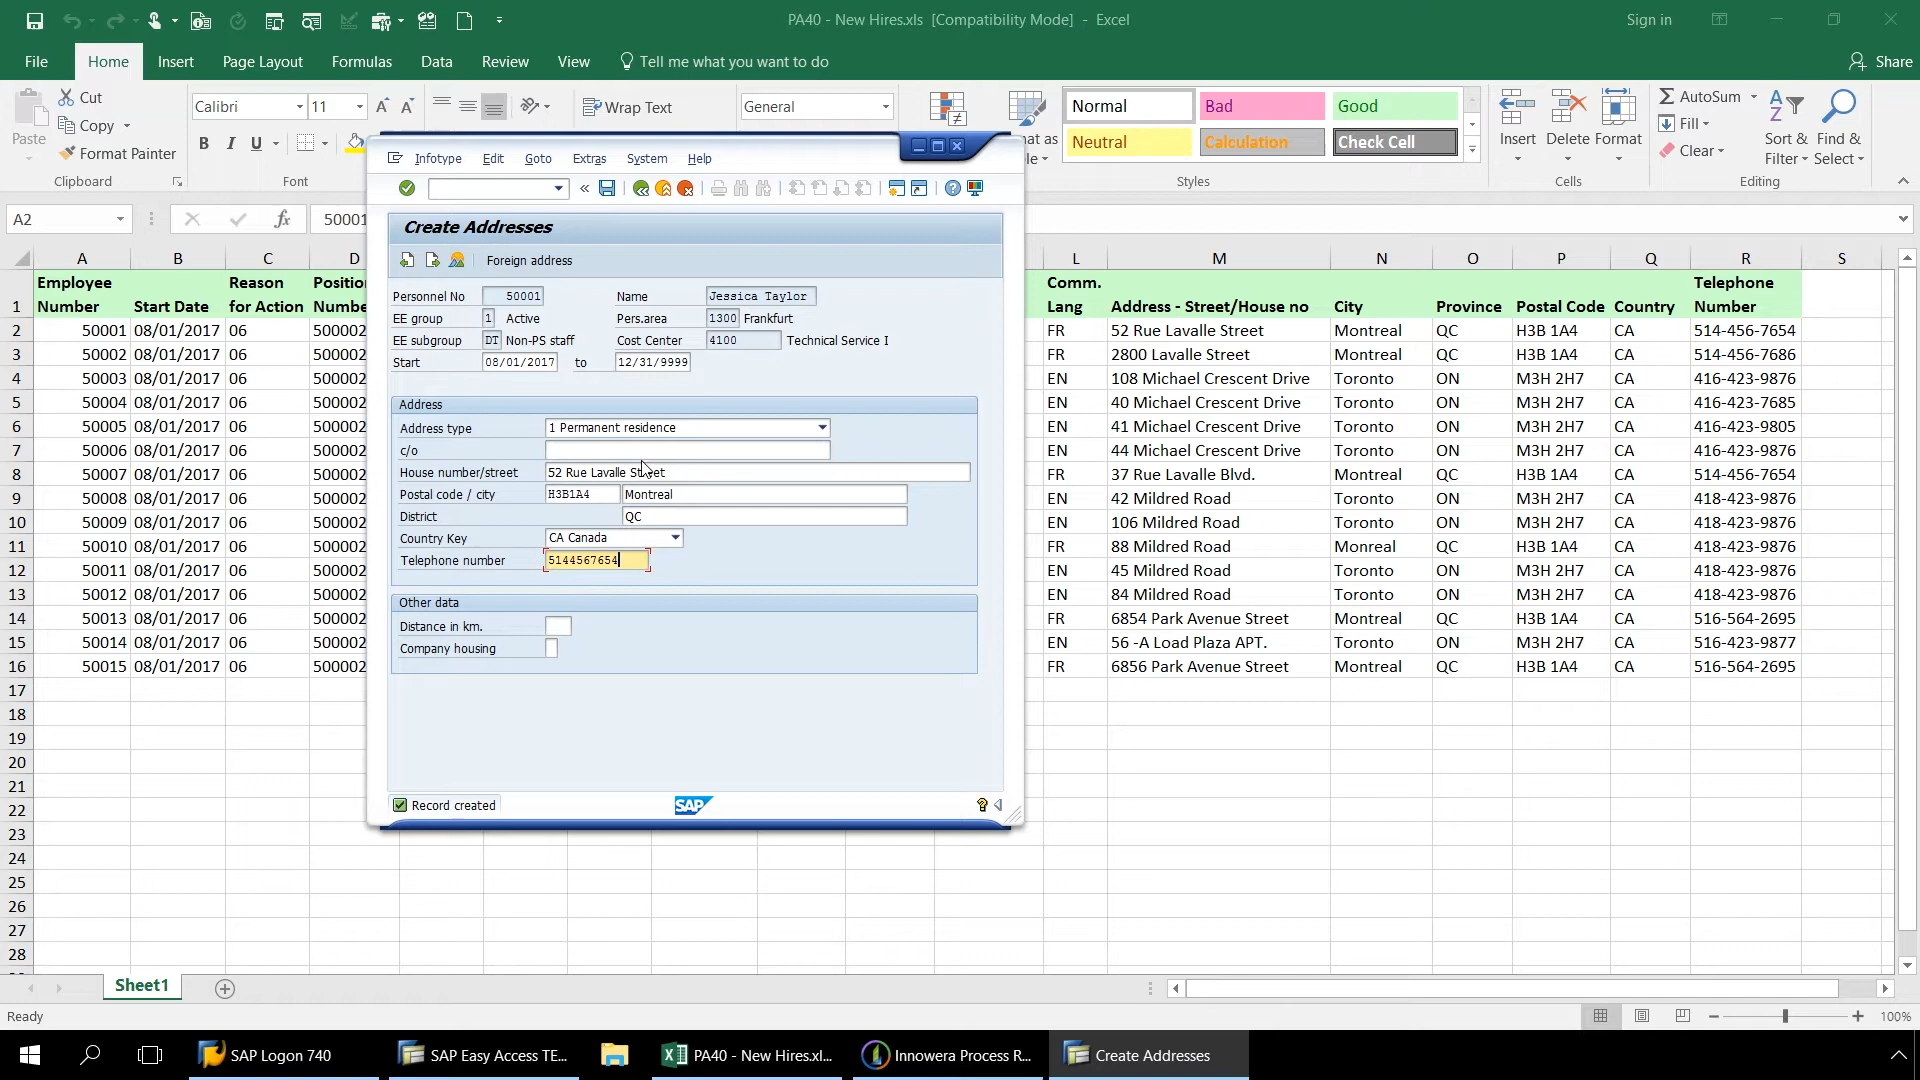 PA40 - New Hires.xls  [Compatibility Mode]  -  Excel
Sign in
File
Home
Insert
Page Layout
Formulas
Data
Review
View
Tell me what you want to do
Share
Paste
Cut
Copy
Format Painter
Clipboard
Calibri
11
B I U
Font
Wrap Text
General
Normal
Bad
Good
Neutral
Calculation
Check Cell
Styles
Insert
Delete
Format
Cells
AutoSum
Fill
Clear
Sort & Filter
Find & Select
Editing
A2
fx
50001
A B C D L M N O P Q R S
1 Employee Number Start Date Reason for Action Comm. Lang Address - Street/House no City Province Postal Code Country Telephone Number
2 50001 08/01/2017 06 500002 FR 52 Rue Lavalle Street Montreal QC H3B 1A4 CA 514-456-7654
3 50002 08/01/2017 06 500002 FR 2800 Lavalle Street Montreal QC H3B 1A4 CA 514-456-7686
4 50003 08/01/2017 06 500002 EN 108 Michael Crescent Drive Toronto ON M3H 2H7 CA 416-423-9876
5 50004 08/01/2017 06 500002 EN 40 Michael Crescent Drive Toronto ON M3H 2H7 CA 416-423-7685
6 50005 08/01/2017 06 500002 EN 41 Michael Crescent Drive Toronto ON M3H 2H7 CA 416-423-9805
7 50006 08/01/2017 06 500002 EN 44 Michael Crescent Drive Toronto ON M3H 2H7 CA 416-423-9876
8 50007 08/01/2017 06 500002 FR 37 Rue Lavalle Blvd. Montreal QC H3B 1A4 CA 514-456-7654
9 50008 08/01/2017 06 500002 EN 42 Mildred Road Toronto ON M3H 2H7 CA 418-423-9876
10 50009 08/01/2017 06 500002 EN 106 Mildred Road Toronto ON M3H 2H7 CA 418-423-9876
11 50010 08/01/2017 06 500002 FR 88 Mildred Road Monreal QC H3B 1A4 CA 418-423-9876
12 50011 08/01/2017 06 500002 EN 45 Mildred Road Toronto ON M3H 2H7 CA 418-423-9876
13 50012 08/01/2017 06 500002 EN 84 Mildred Road Toronto ON M3H 2H7 CA 418-423-9876
14 50013 08/01/2017 06 500002 FR 6854 Park Avenue Street Montreal QC H3B 1A4 CA 516-564-2695
15 50014 08/01/2017 06 500002 EN 56 -A Load Plaza APT. Toronto ON M3H 2H7 CA 516-423-9877
16 50015 08/01/2017 06 500002 FR 6856 Park Avenue Street Montreal QC H3B 1A4 CA 516-564-2695
17
18
19
20
21
22
23
24
25
26
27
28
Infotype Edit Goto Extras System Help
Create Addresses
Foreign address
Personnel No 50001 Name Jessica Taylor
EE group 1 Active Pers.area 1300 Frankfurt
EE subgroup DT Non-PS staff Cost Center 4100 Technical Service I
Start 08/01/2017 to 12/31/9999
Address
Address type 1 Permanent residence
c/o
House number/street 52 Rue Lavalle Street
Postal code / city H3B1A4 Montreal
District QC
Country Key CA Canada
Telephone number 5144567654
Other data
Distance in km.
Company housing
Record created
SAP
Sheet1
Ready
100%
SAP Logon 740
SAP Easy Access TE...
PA40 - New Hires.xl...
Innowera Process R...
Create Addresses